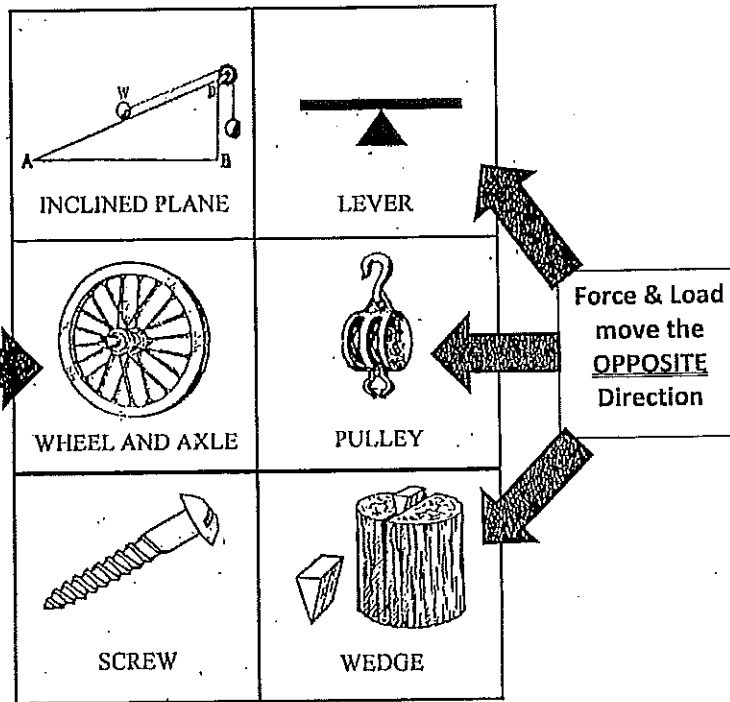 W
D
A
B
INCLINED PLANE
LEVER
Force & Load
move the
OPPOSITE
Direction
WHEEL AND AXLE
PULLEY
SCREW
WEDGE